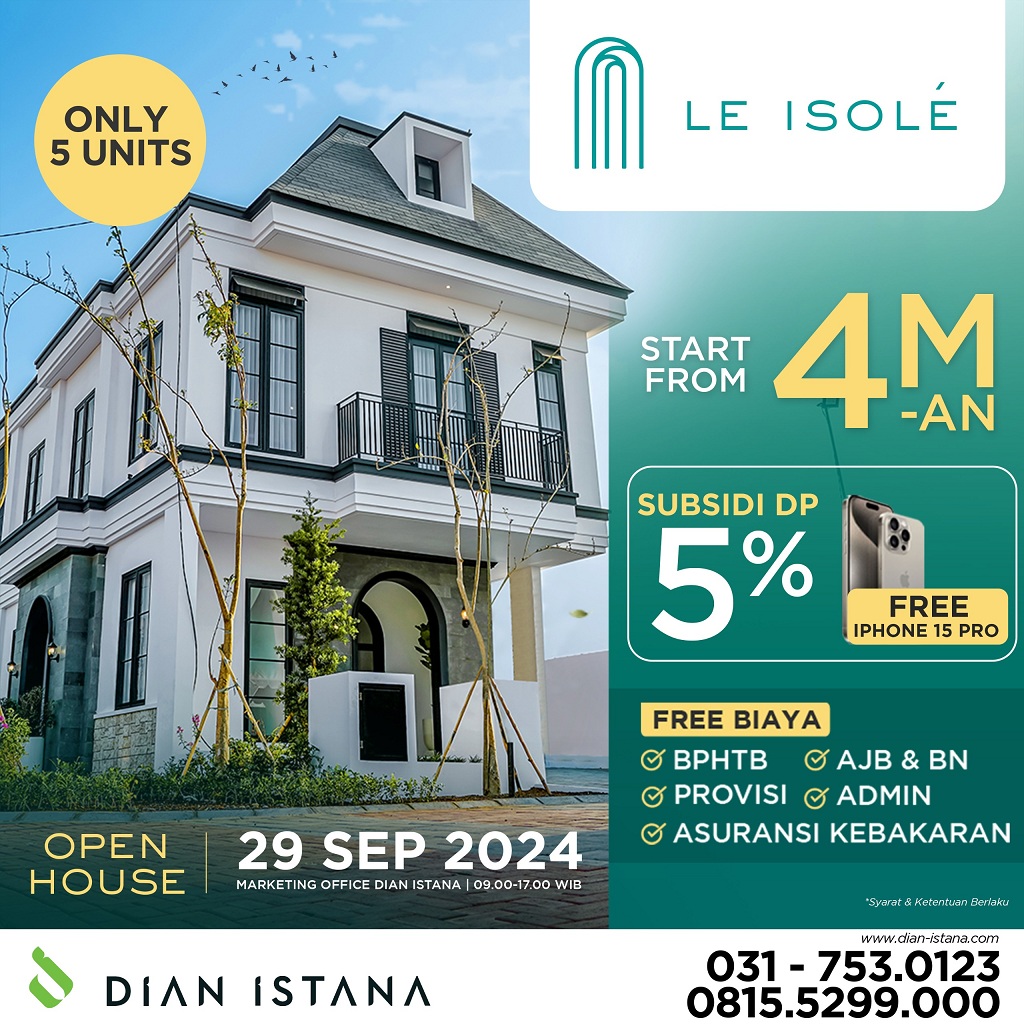 ONLY
5 UNITS
LE ISOLÉ
START
FROM
4M
-AN
SUBSIDI DP
5%
FREE
IPHONE 15 PRO
FREE BIAYA
BPHTB
AJB & BN
PROVISI
ADMIN
ASURANSI KEBAKARAN
OPEN
HOUSE
29 SEP 2024
MARKETING OFFICE DIAN ISTANA | 09.00-17.00 WIB
*Syarat & Ketentuan Berlaku
www.dian-istana.com
DIAN ISTANA
031 - 753.0123
0815.5299.000